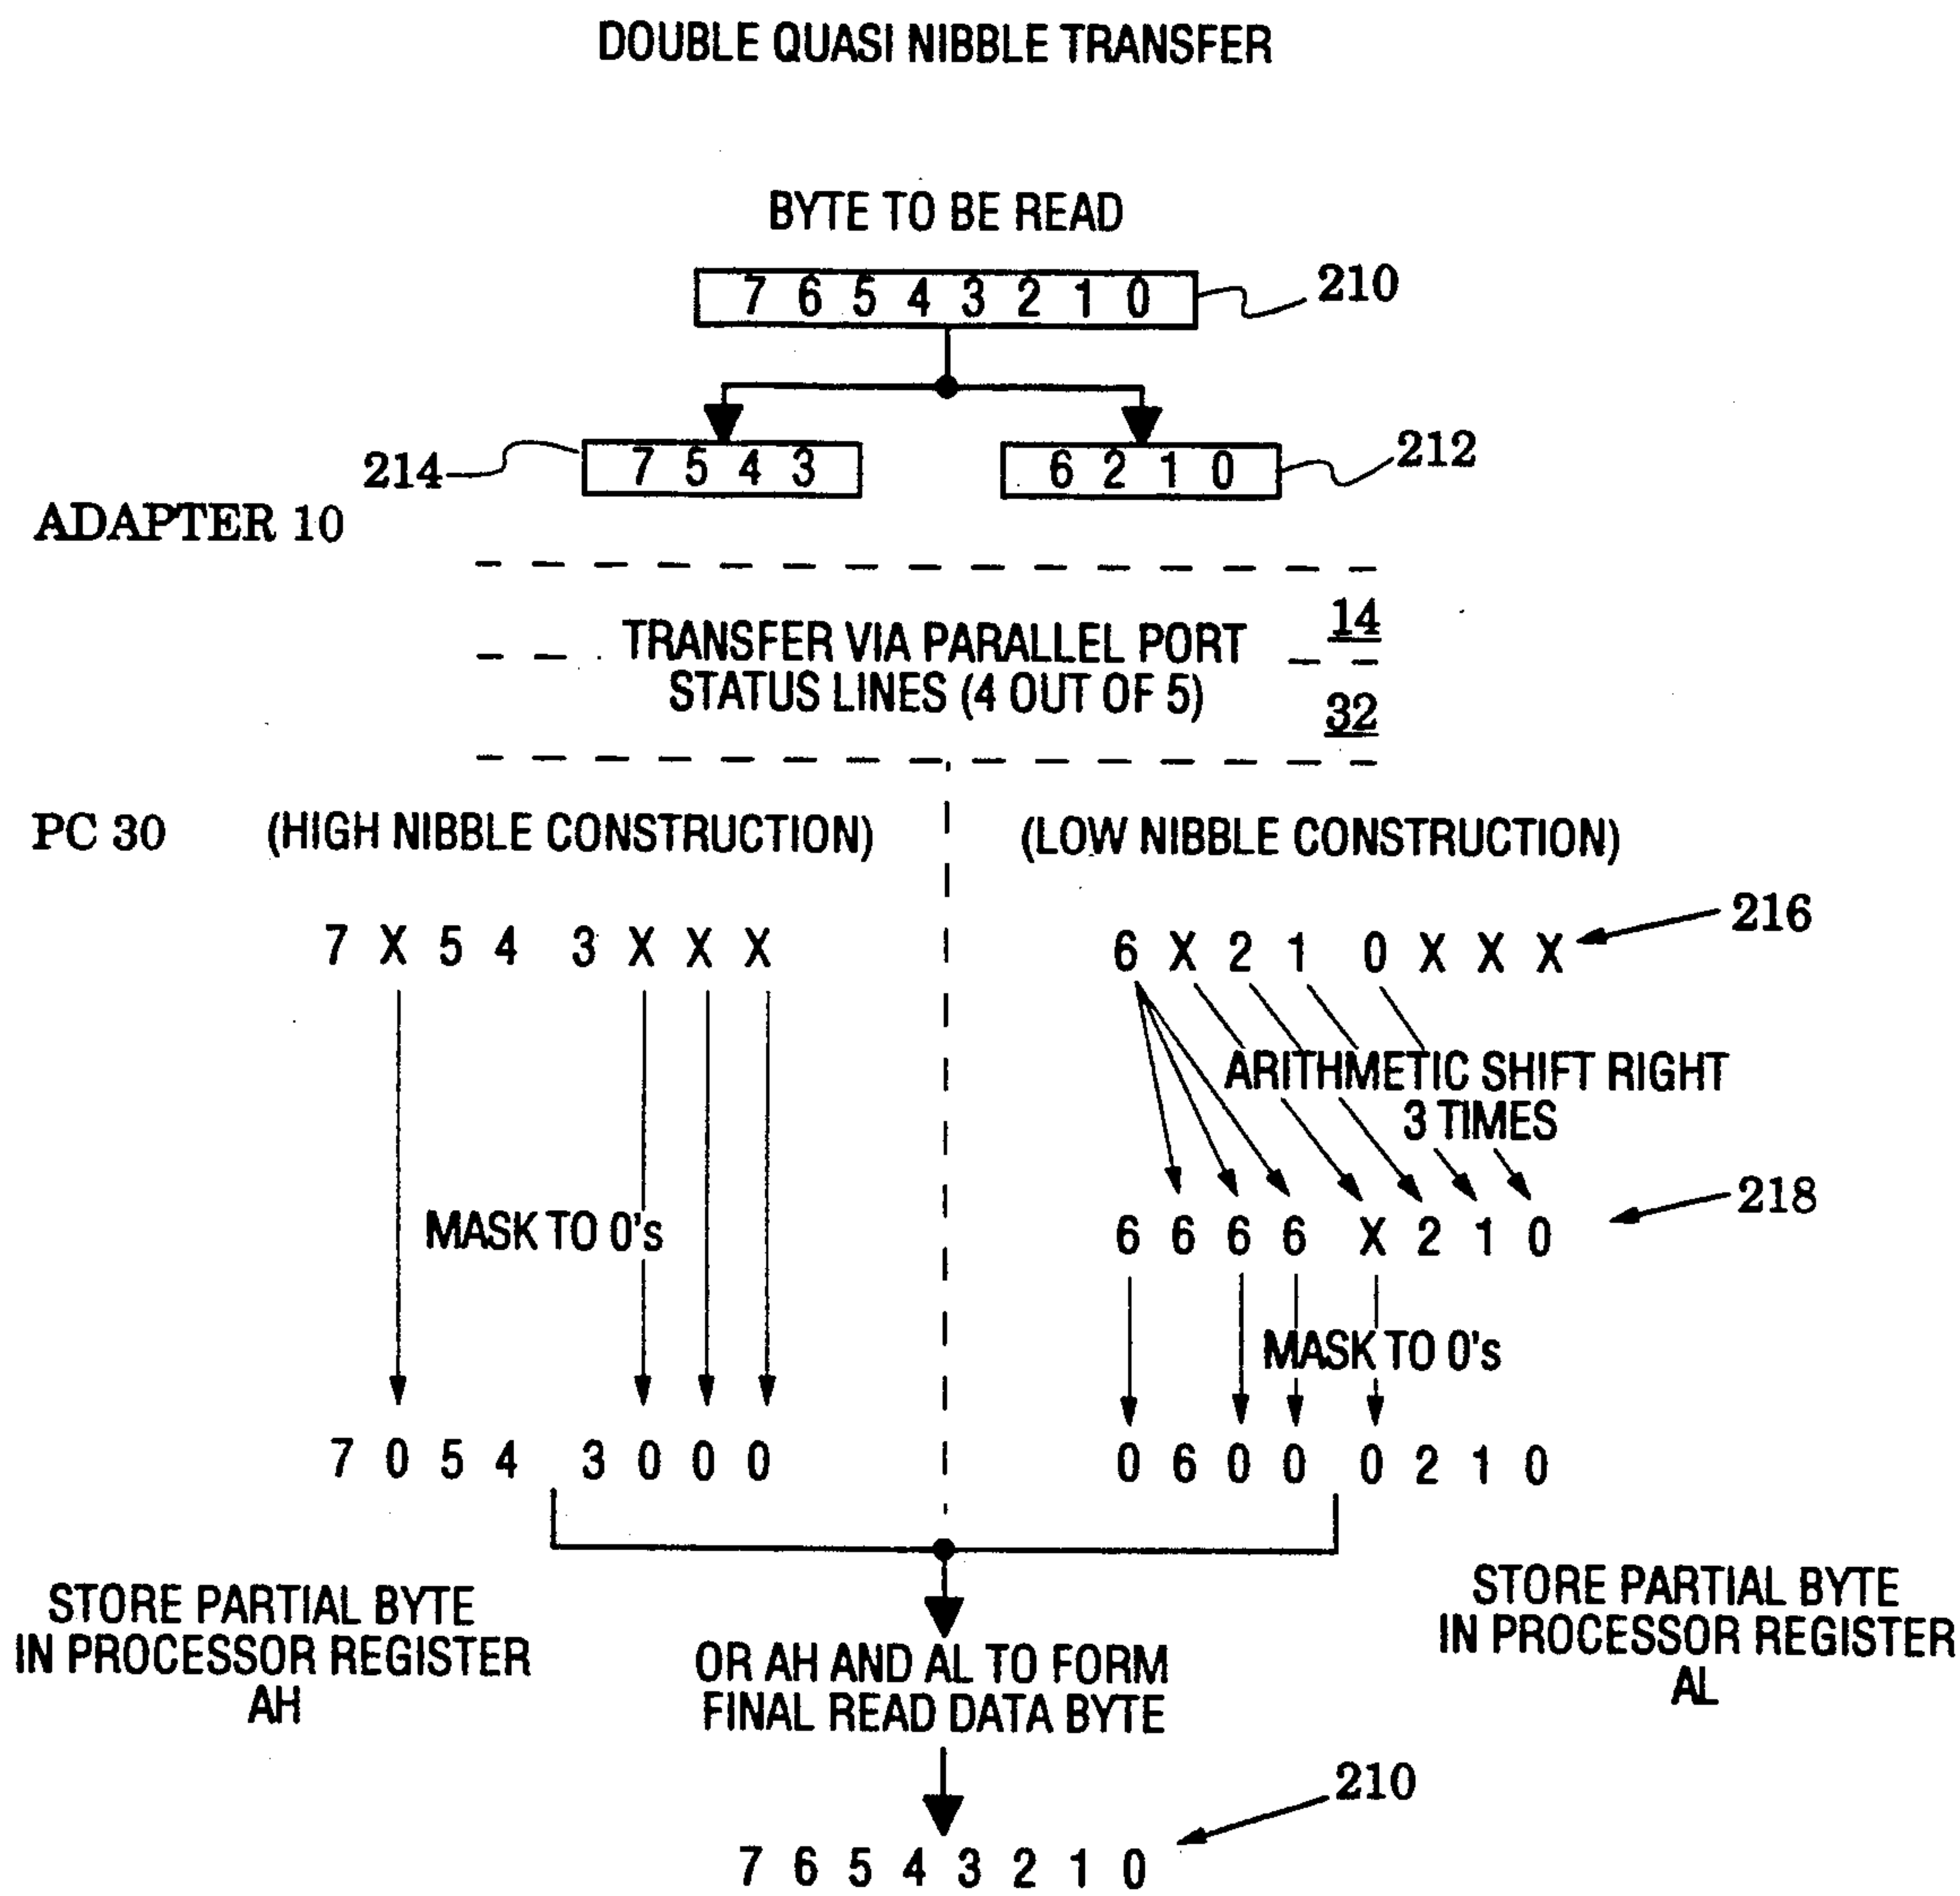 DOUBLE QUASI NIBBLE TRANSFER
BYTE TO BE READ
7 6 5 4 3 2 1 0
210
7 5 4 3
6 2 1 0
214
212
ADAPTER 10
TRANSFER VIA PARALLEL PORT
STATUS LINES (4 OUT OF 5)
14
32
PC 30
(HIGH NIBBLE CONSTRUCTION)
(LOW NIBBLE CONSTRUCTION)
7 X 5 4 3 X X X
6 X 2 1 0 X X X
216
ARITHMETIC SHIFT RIGHT
3 TIMES
MASK TO 0's
6 6 6 6 X 2 1 0
218
MASK TO 0's
7 0 5 4 3 0 0 0
0 6 0 0 0 2 1 0
STORE PARTIAL BYTE
IN PROCESSOR REGISTER
AH
OR AH AND AL TO FORM
FINAL READ DATA BYTE
STORE PARTIAL BYTE
IN PROCESSOR REGISTER
AL
210
7 6 5 4 3 2 1 0